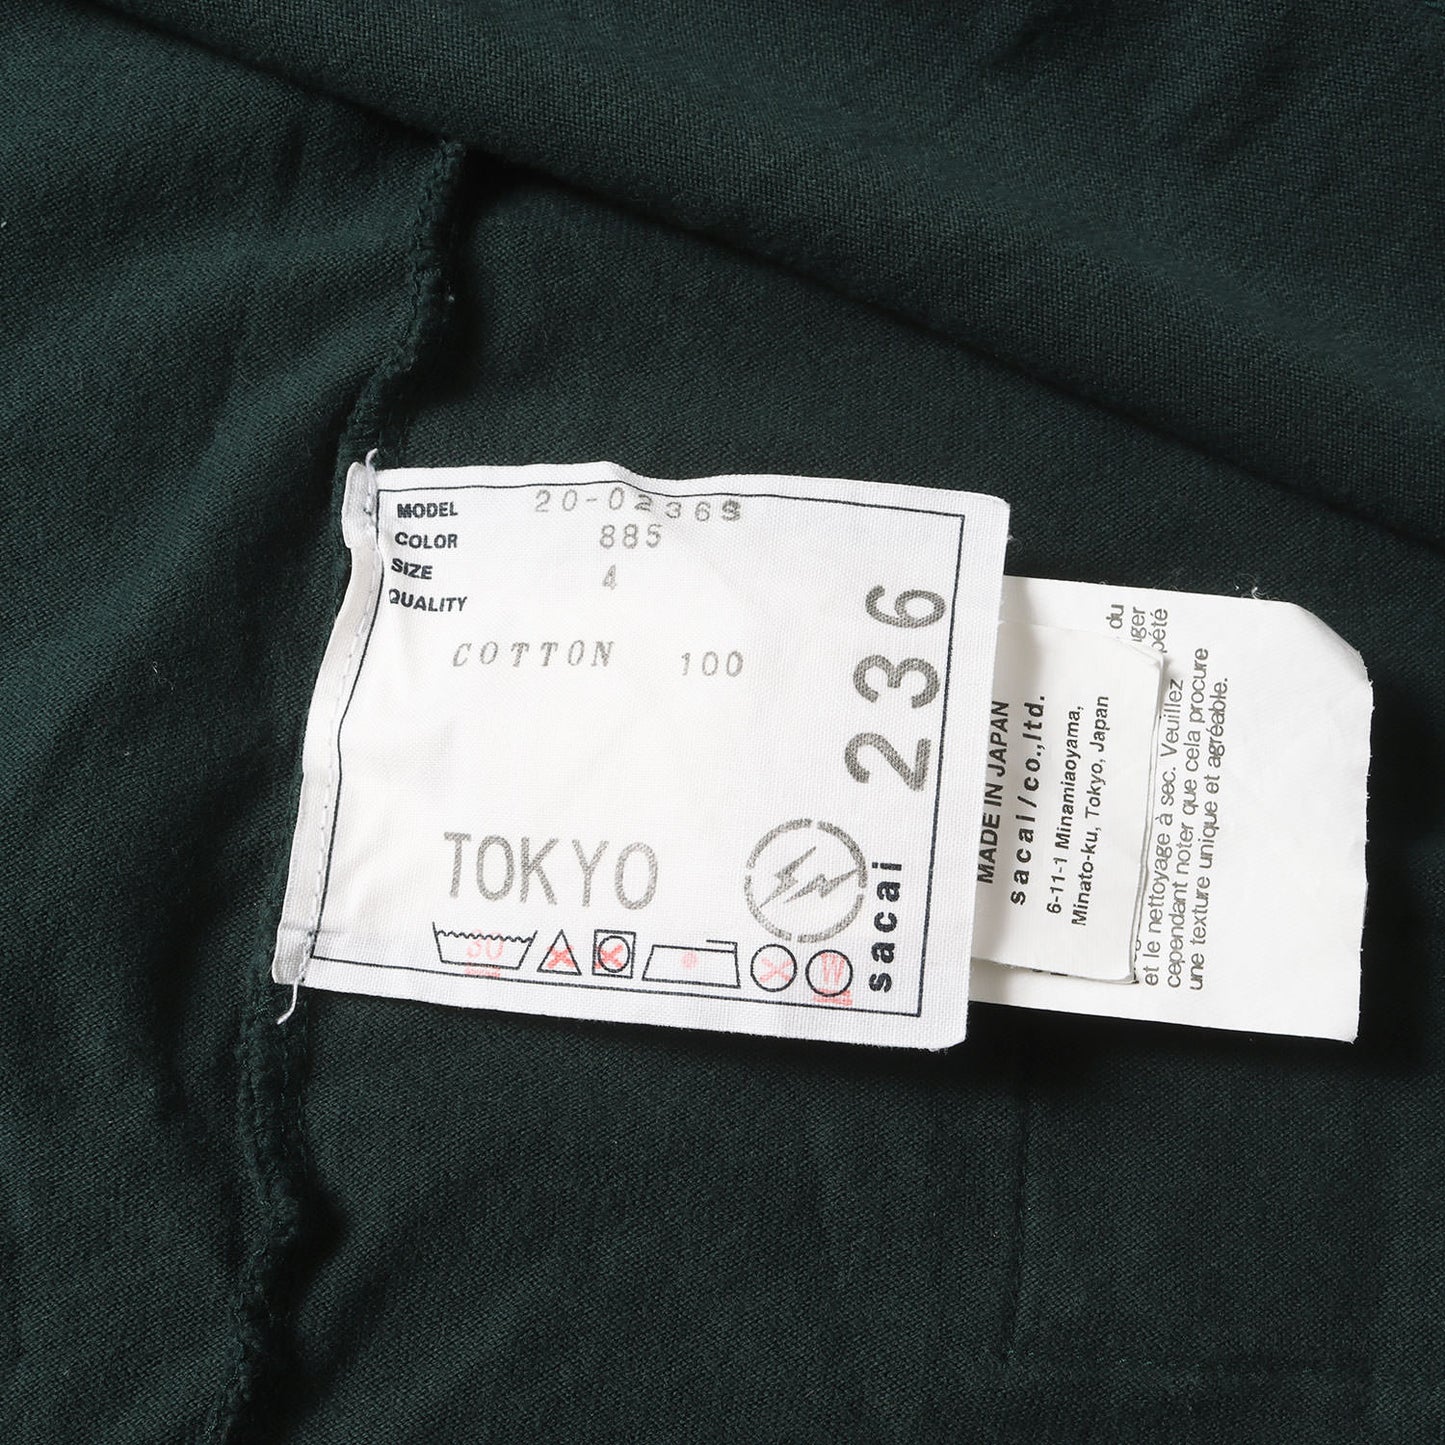 MODEL 20-0236S
COLOR 885
SIZE 4
QUALITY
COTTON 100
TOKYO
30
W
236
sacai
MADE IN JAPAN
sacai/co.,ltd.
6-11-1 Minamiaoyama,
Minato-ku, Tokyo, Japan
du
et le nettoyage à sec. Veuillez
cependant noter que cela procure
une texture unique et agréable.